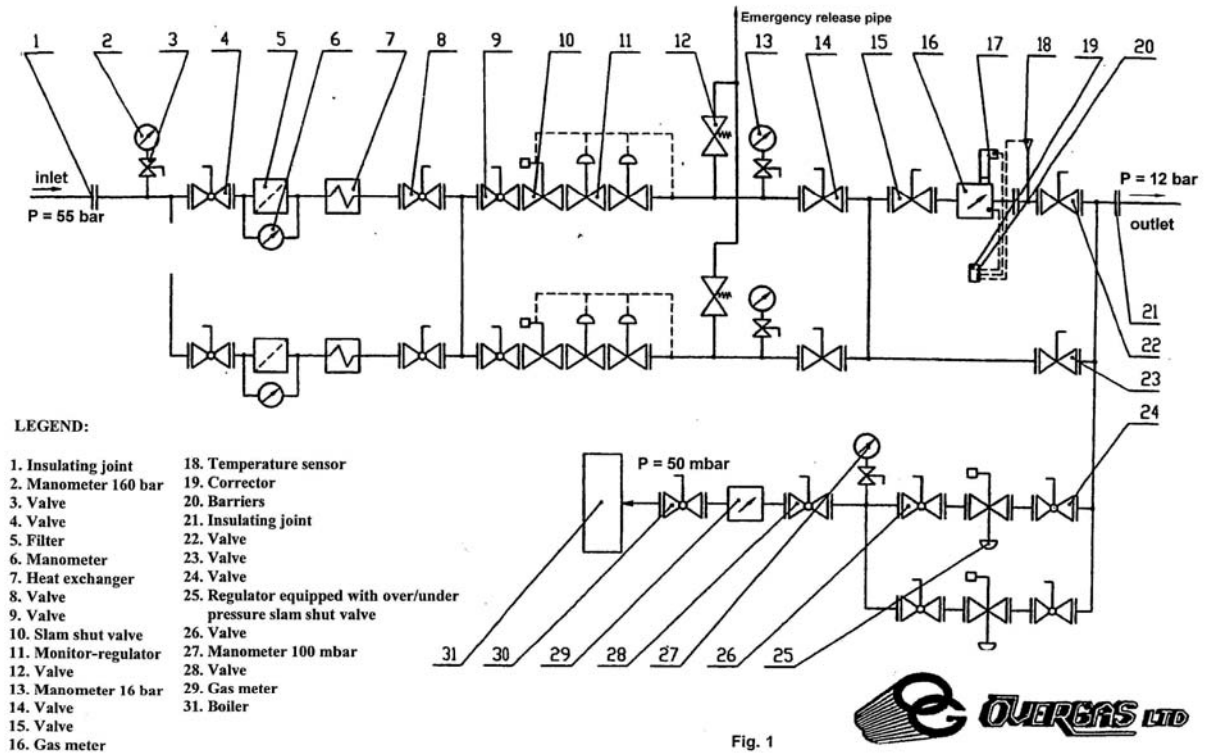 Emergency release pipe
1 2 3 4 5 6 7 8 9 10 11 12 13 14 15 16 17 18 19 20
inlet
P = 55 bar
P = 12 bar
outlet
21
22
23
24
LEGEND:
1. Insulating joint
2. Manometer 160 bar
3. Valve
4. Valve
5. Filter
6. Manometer
7. Heat exchanger
8. Valve
9. Valve
10. Slam shut valve
11. Monitor-regulator
12. Valve
13. Manometer 16 bar
14. Valve
15. Valve
16. Gas meter
18. Temperature sensor
19. Corrector
20. Barriers
21. Insulating joint
22. Valve
23. Valve
24. Valve
25. Regulator equipped with over/under
pressure slam shut valve
26. Valve
27. Manometer 100 mbar
28. Valve
29. Gas meter
31. Boiler
P = 50 mbar
31 30 29 28 27 26 25
Fig. 1
OG OVERGAS LTD